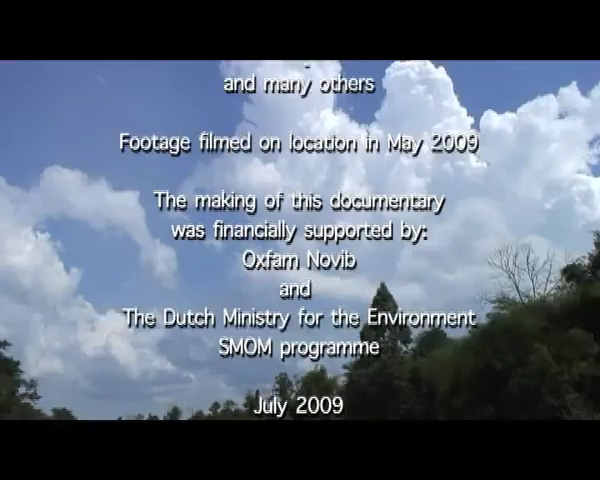 and many others
Footage filmed on location in May 2009
The making of this documentary
was financially supported by:
Oxfam Novib
and
The Dutch Ministry for the Environment
SMOM programme
July 2009